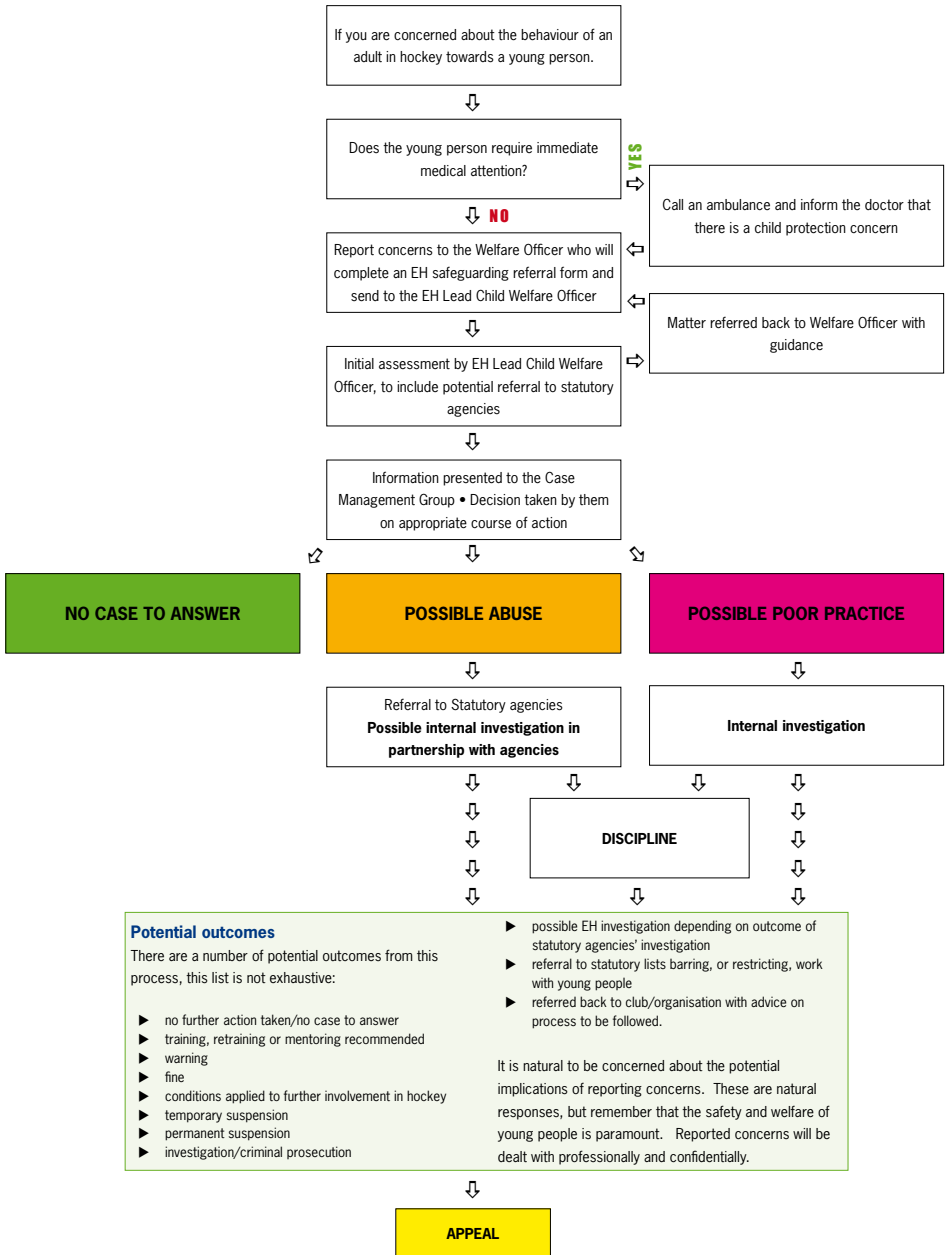 If you are concerned about the behaviour of an
adult in hockey towards a young person.
Does the young person require immediate
medical attention?
YES
Call an ambulance and inform the doctor that
there is a child protection concern
NO
Report concerns to the Welfare Officer who will
complete an EH safeguarding referral form and
send to the EH Lead Child Welfare Officer
Matter referred back to Welfare Officer with
guidance
Initial assessment by EH Lead Child Welfare
Officer, to include potential referral to statutory
agencies
Information presented to the Case
Management Group • Decision taken by them
on appropriate course of action
NO CASE TO ANSWER
POSSIBLE ABUSE
POSSIBLE POOR PRACTICE
Referral to Statutory agencies
Possible internal investigation in
partnership with agencies
Internal investigation
DISCIPLINE
Potential outcomes
There are a number of potential outcomes from this
process, this list is not exhaustive:
► no further action taken/no case to answer
► training, retraining or mentoring recommended
► warning
► fine
► conditions applied to further involvement in hockey
► temporary suspension
► permanent suspension
► investigation/criminal prosecution
► possible EH investigation depending on outcome of
statutory agencies' investigation
► referral to statutory lists barring, or restricting, work
with young people
► referred back to club/organisation with advice on
process to be followed.
It is natural to be concerned about the potential
implications of reporting concerns. These are natural
responses, but remember that the safety and welfare of
young people is paramount. Reported concerns will be
dealt with professionally and confidentially.
APPEAL